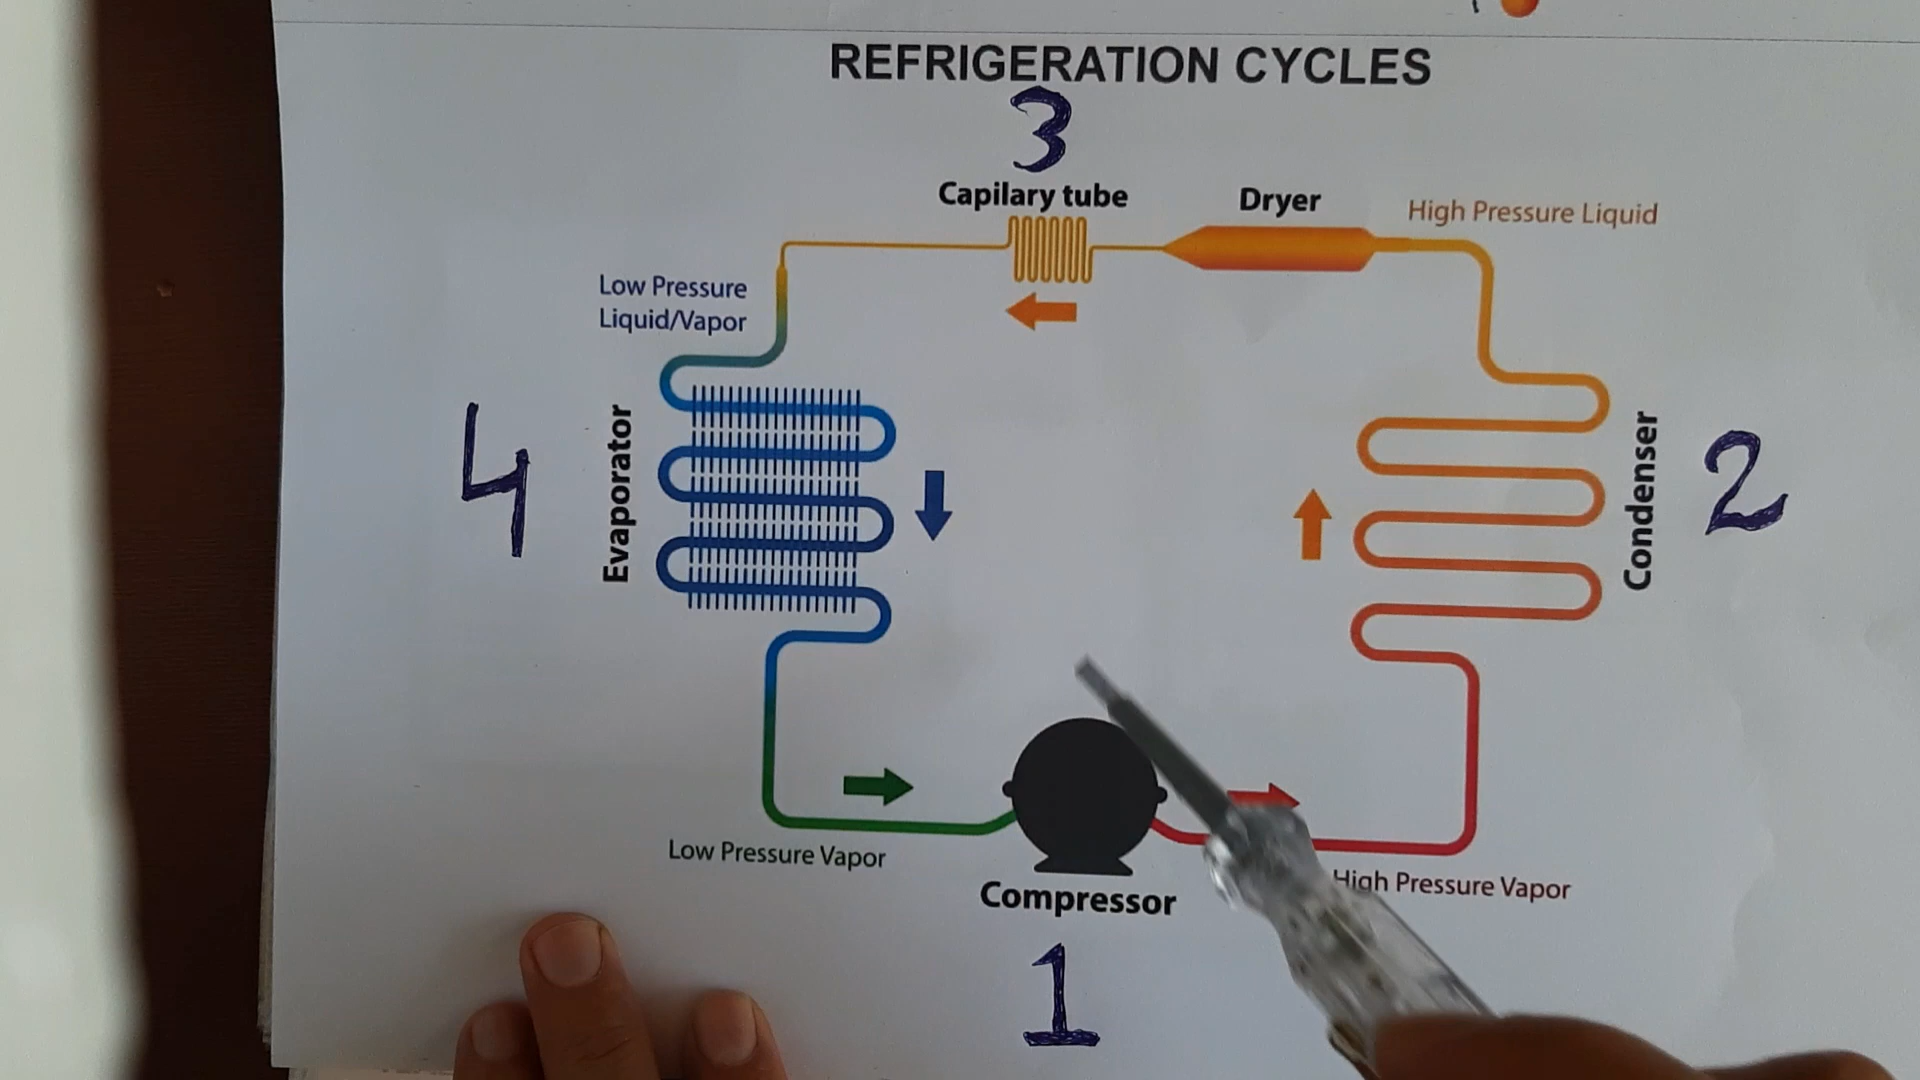 REFRIGERATION CYCLES
3
Capilary tube
Dryer
High Pressure Liquid
Low Pressure
Liquid/Vapor
4
Evaporator
Condenser
2
Low Pressure Vapor
High Pressure Vapor
Compressor
1